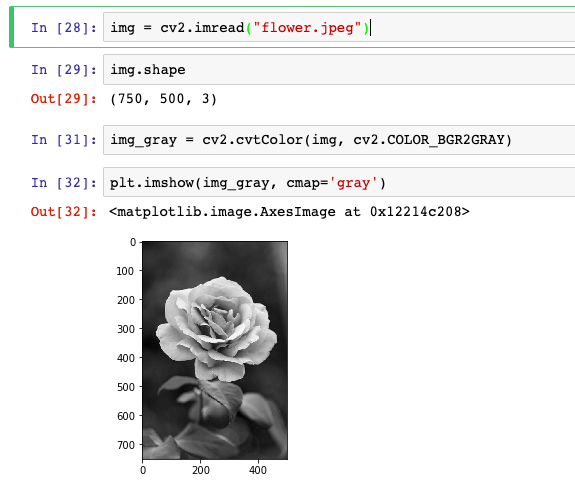 In [28]: img = cv2.imread("flower.jpeg")
In [29]: img.shape
Out[29]: (750, 500, 3)
In [31]: img_gray = cv2.cvtColor(img, cv2.COLOR_BGR2GRAY)
In [32]: plt.imshow(img_gray, cmap='gray')
Out[32]: <matplotlib.image.AxesImage at 0x12214c208>
0
100
200
300
400
500
600
700
0 200 400